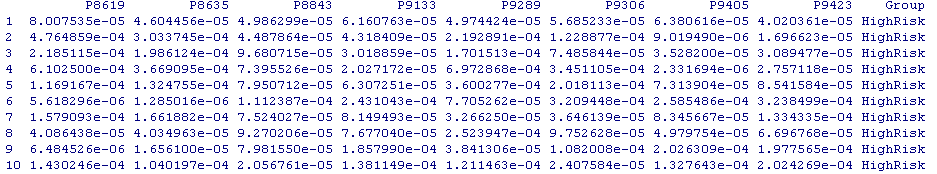 P8619 P8635 P8843 P9133 P9289 P9306 P9405 P9423 Group
1 8.007535e-05 4.604456e-05 4.986299e-05 6.160763e-05 4.974424e-05 5.685233e-05 6.380616e-05 4.020361e-05 HighRisk
2 4.764859e-04 3.033745e-04 4.487864e-05 4.318409e-05 2.192891e-04 1.228877e-04 9.019490e-06 1.696623e-05 HighRisk
3 2.185115e-04 1.986124e-04 9.680715e-05 3.018859e-05 1.701513e-04 7.485844e-05 3.528200e-05 3.089477e-05 HighRisk
4 6.102500e-04 3.669095e-04 7.395526e-05 2.027172e-05 6.972868e-04 3.451105e-04 2.331694e-06 2.757118e-05 HighRisk
5 1.169167e-04 1.324755e-04 7.950712e-05 6.307251e-05 3.600277e-04 2.018113e-04 7.313904e-05 8.541584e-05 HighRisk
6 5.618296e-06 1.285016e-06 1.112387e-04 2.431043e-04 7.705262e-05 3.209448e-04 2.585486e-04 3.238499e-04 HighRisk
7 1.579093e-04 1.661882e-04 7.524027e-05 8.149493e-05 3.266250e-05 3.646139e-05 8.345667e-05 1.334335e-04 HighRisk
8 4.086438e-05 4.034963e-05 9.270206e-05 7.677040e-05 2.523947e-04 9.752628e-05 4.979754e-05 6.696768e-05 HighRisk
9 6.484526e-06 1.656100e-05 7.981550e-05 1.857990e-04 3.841306e-05 1.082008e-04 2.026309e-04 1.977565e-04 HighRisk
10 1.430246e-04 1.040197e-04 2.056761e-05 1.381149e-04 1.211463e-04 2.407584e-05 1.327643e-04 2.024269e-04 HighRisk